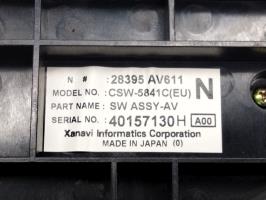 N # : 28395 AV611 N
MODEL NO.: CSW-5841C(EU)
PART NAME: SW ASSY-AV
SERIAL NO.: 40157130H A00
Xanavi Informatics Corporation
MADE IN JAPAN (0)